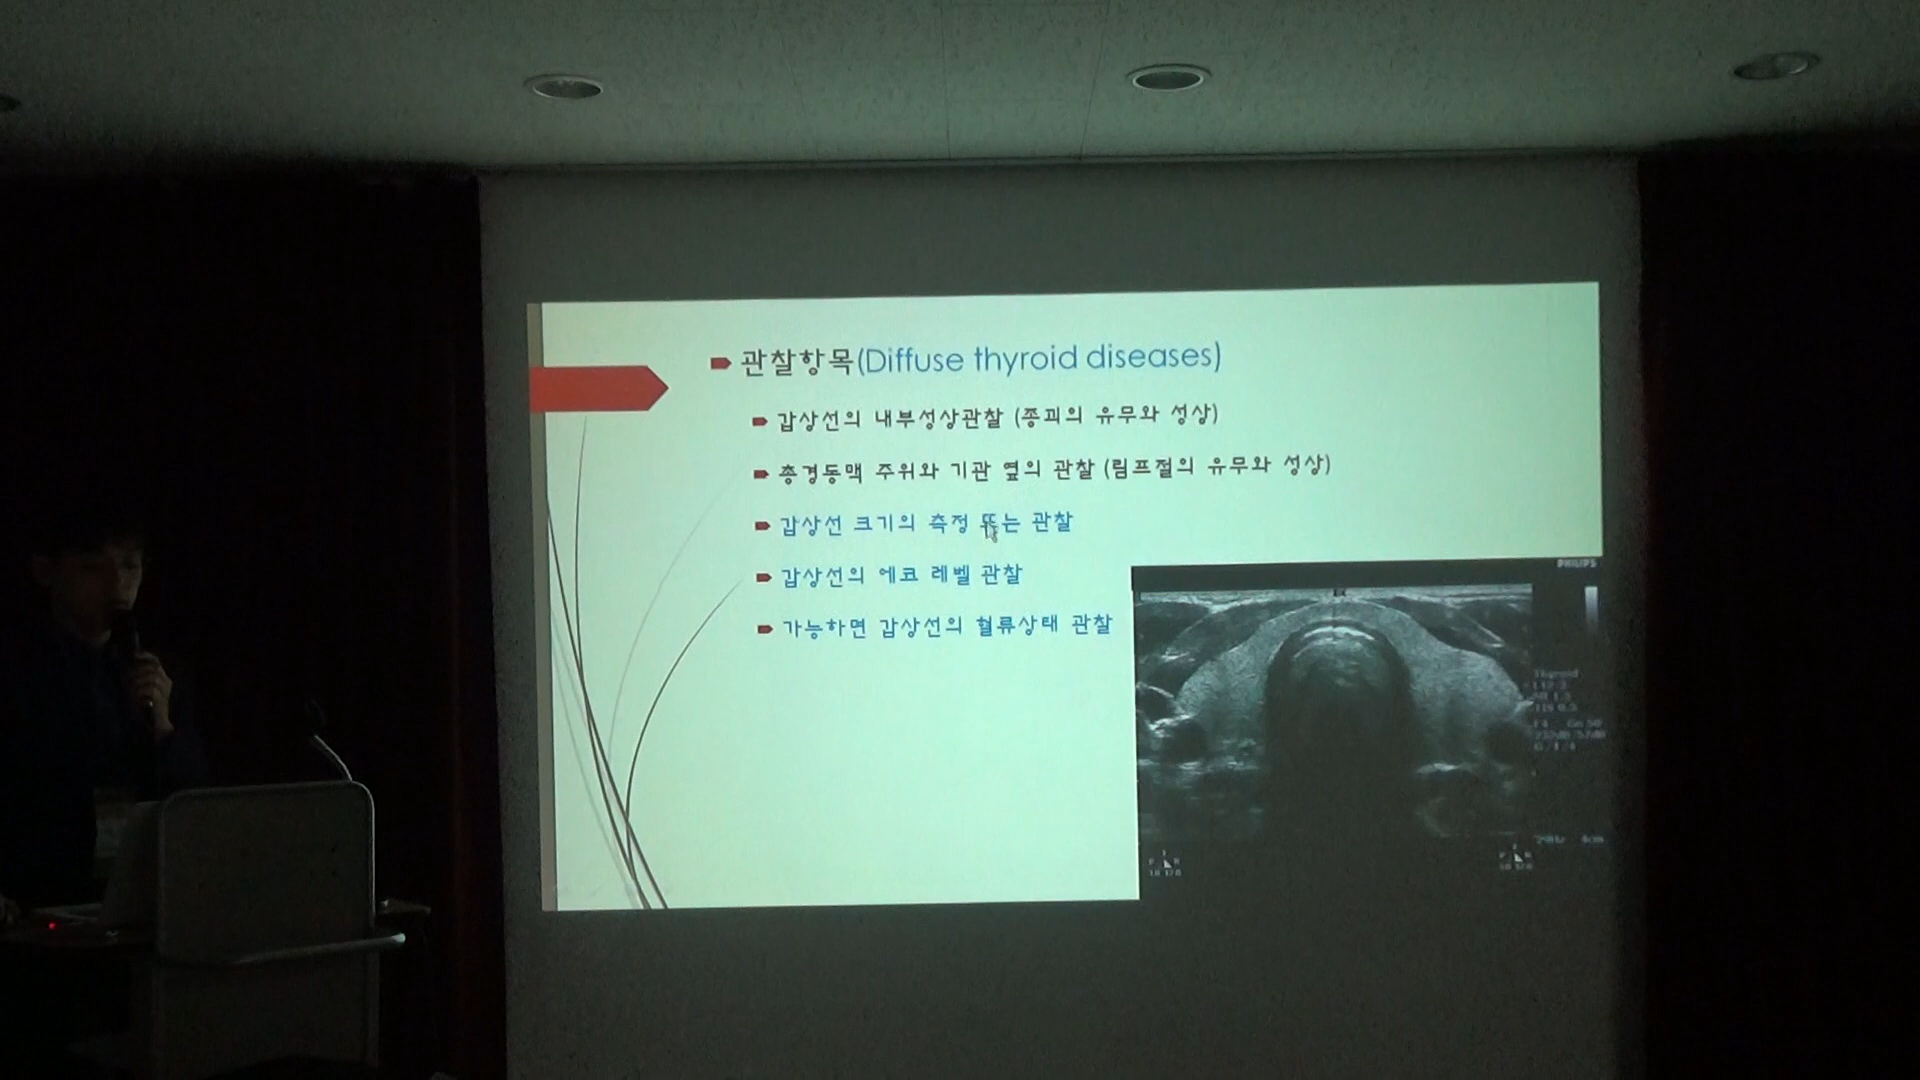 관찰항목(Diffuse thyroid diseases)
갑상선의 내부성상관찰 (종괴의 유무와 성상)
총경동맥 주위와 기관 옆의 관찰 (림프절의 유무와 성상)
갑상선 크기의 측정 또는 관찰
갑상선의 에코 레벨 관찰
가능하면 갑상선의 혈류상태 관찰
PHILIPS
Thyroid
4cm